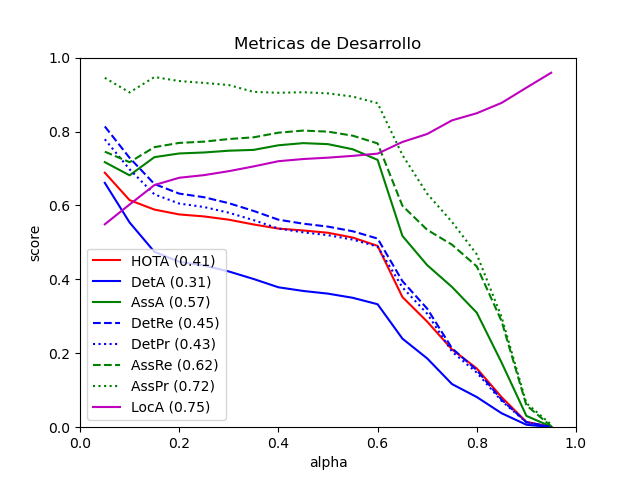 Metricas de Desarrollo
1.0
0.8
0.6
0.4
0.2
0.0
score
HOTA (0.41)
DetA (0.31)
AssA (0.57)
DetRe (0.45)
DetPr (0.43)
AssRe (0.62)
AssPr (0.72)
LocA (0.75)
0.0 0.2 0.4 0.6 0.8 1.0
alpha